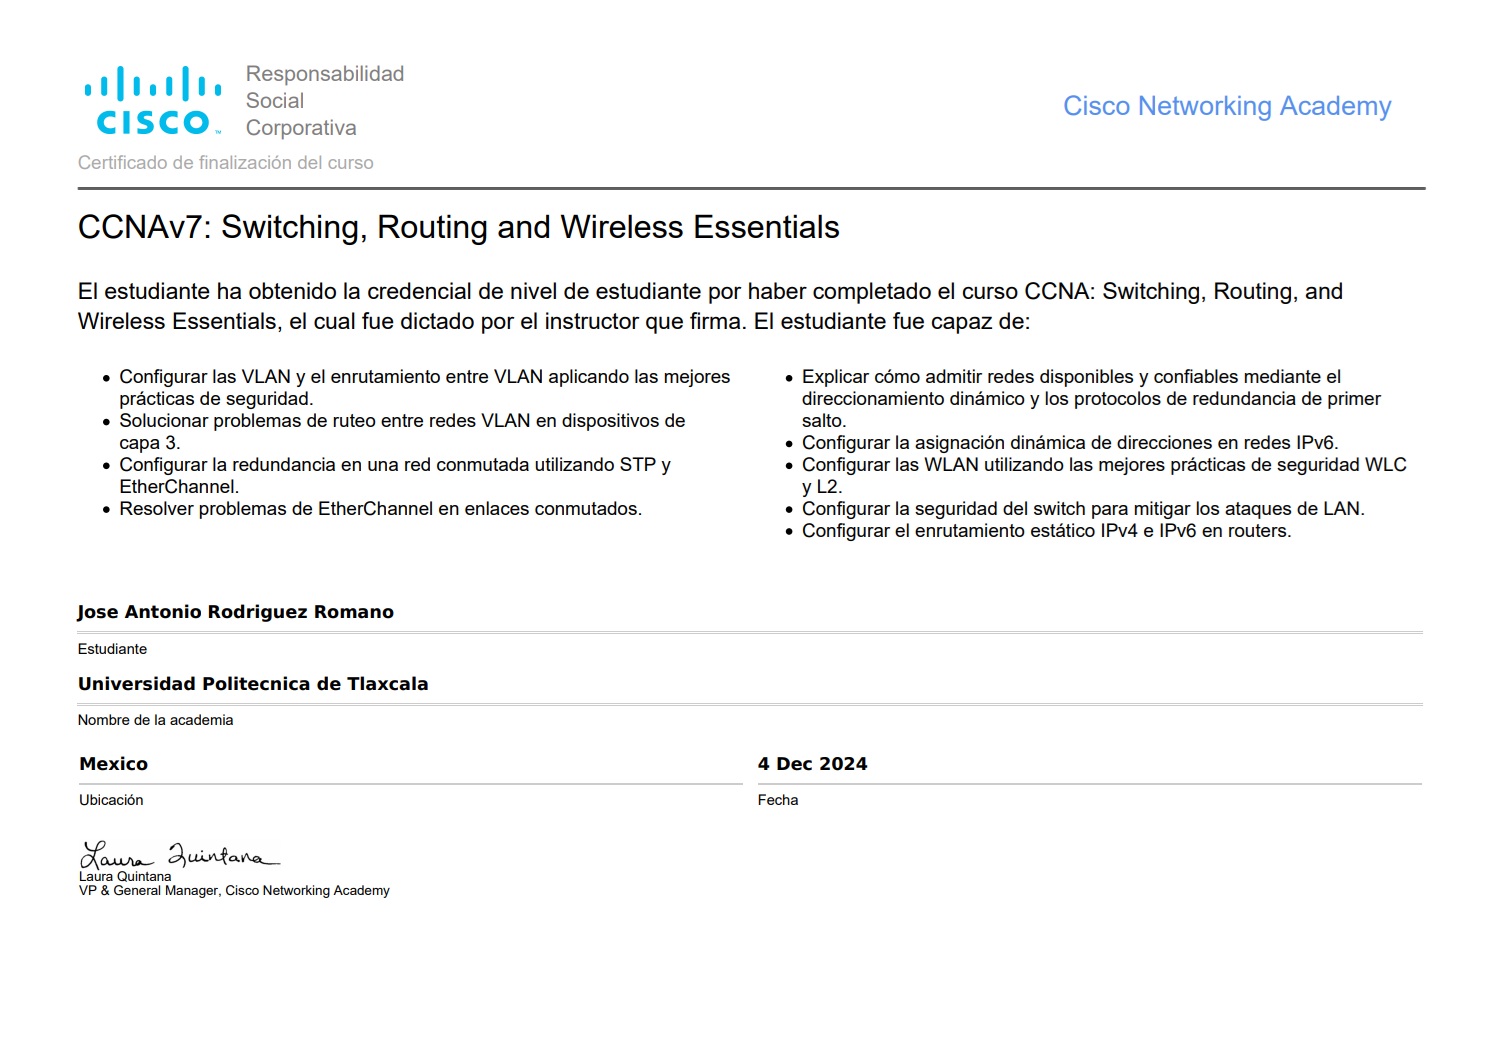 CISCO™
Responsabilidad
Social
Corporativa
Cisco Networking Academy
Certificado de finalización del curso
CCNAv7: Switching, Routing and Wireless Essentials
El estudiante ha obtenido la credencial de nivel de estudiante por haber completado el curso CCNA: Switching, Routing, and
Wireless Essentials, el cual fue dictado por el instructor que firma. El estudiante fue capaz de:
• Configurar las VLAN y el enrutamiento entre VLAN aplicando las mejores
prácticas de seguridad.
• Solucionar problemas de ruteo entre redes VLAN en dispositivos de
capa 3.
• Configurar la redundancia en una red conmutada utilizando STP y
EtherChannel.
• Resolver problemas de EtherChannel en enlaces conmutados.
• Explicar cómo admitir redes disponibles y confiables mediante el
direccionamiento dinámico y los protocolos de redundancia de primer
salto.
• Configurar la asignación dinámica de direcciones en redes IPv6.
• Configurar las WLAN utilizando las mejores prácticas de seguridad WLC
y L2.
• Configurar la seguridad del switch para mitigar los ataques de LAN.
• Configurar el enrutamiento estático IPv4 e IPv6 en routers.
Jose Antonio Rodriguez Romano
Estudiante
Universidad Politecnica de Tlaxcala
Nombre de la academia
Mexico
Ubicación
4 Dec 2024
Fecha
Laura Quintana
Laura Quintana
VP & General Manager, Cisco Networking Academy